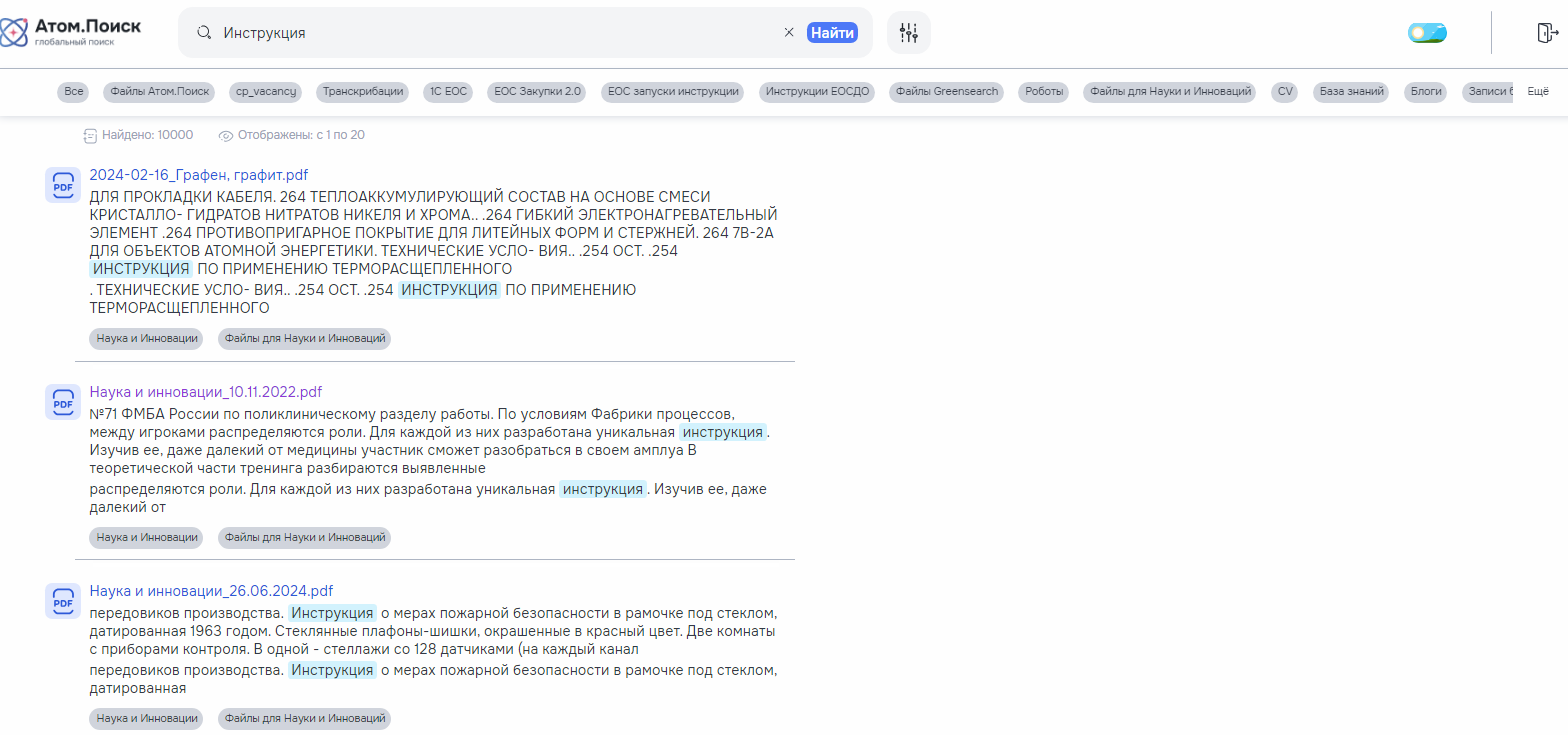 Атом.Поиск
глобальный поиск
Инструкция
Найти
Все
Файлы Атом.Поиск
cp_vacancy
Транскрибации
1С ЕОС
ЕОС Закупки 2.0
ЕОС запуски инструкции
Инструкции ЕОСДО
Файлы Greensearch
Роботы
Файлы для Науки и Инноваций
CV
База знаний
Блоги
Записи
Ещё
Найдено: 10000
Отображены: с 1 по 20
PDF
2024-02-16_Графен, графит.pdf
ДЛЯ ПРОКЛАДКИ КАБЕЛЯ. 264 ТЕПЛОАККУМУЛИРУЮЩИЙ СОСТАВ НА ОСНОВЕ СМЕСИ
КРИСТАЛЛО- ГИДРАТОВ НИТРАТОВ НИКЕЛЯ И ХРОМА.. .264 ГИБКИЙ ЭЛЕКТРОНАГРЕВАТЕЛЬНЫЙ
ЭЛЕМЕНТ .264 ПРОТИВОПРИГАРНОЕ ПОКРЫТИЕ ДЛЯ ЛИТЕЙНЫХ ФОРМ И СТЕРЖНЕЙ. 264 7В-2А
ДЛЯ ОБЪЕКТОВ АТОМНОЙ ЭНЕРГЕТИКИ. ТЕХНИЧЕСКИЕ УСЛО- ВИЯ.. .254 ОСТ. .254
ИНСТРУКЦИЯ ПО ПРИМЕНЕНИЮ ТЕРМОРАСЩЕПЛЕННОГО
. ТЕХНИЧЕСКИЕ УСЛО- ВИЯ.. .254 ОСТ. .254 ИНСТРУКЦИЯ ПО ПРИМЕНЕНИЮ
ТЕРМОРАСЩЕПЛЕННОГО
Наука и Инновации
Файлы для Науки и Инноваций
PDF
Наука и инновации_10.11.2022.pdf
№71 ФМБА России по поликлиническому разделу работы. По условиям Фабрики процессов,
между игроками распределяются роли. Для каждой из них разработана уникальная инструкция .
Изучив ее, даже далекий от медицины участник сможет разобраться в своем амплуа В
теоретической части тренинга разбираются выявленные
распределяются роли. Для каждой из них разработана уникальная инструкция . Изучив ее, даже
далекий от
Наука и Инновации
Файлы для Науки и Инноваций
PDF
Наука и инновации_26.06.2024.pdf
передовиков производства. Инструкция о мерах пожарной безопасности в рамочке под стеклом,
датированная 1963 годом. Стеклянные плафоны-шишки, окрашенные в красный цвет. Две комнаты
с приборами контроля. В одной - стеллажи со 128 датчиками (на каждый канал
передовиков производства. Инструкция о мерах пожарной безопасности в рамочке под стеклом,
датированная
Наука и Инновации
Файлы для Науки и Инноваций